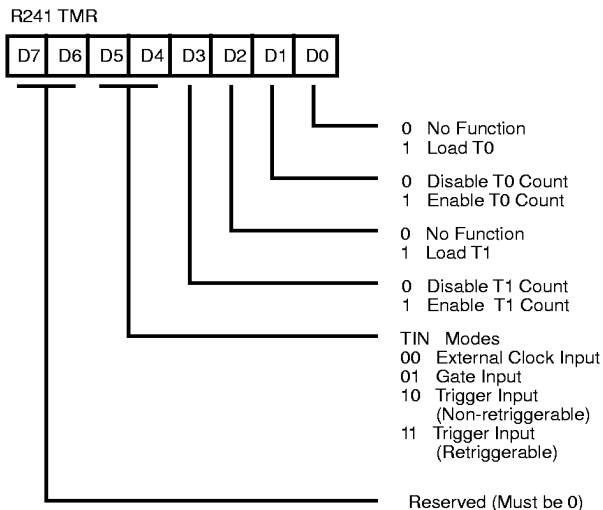 R241 TMR
D7 D6 D5 D4 D3 D2 D1 D0
0 No Function
1 Load T0
0 Disable T0 Count
1 Enable T0 Count
0 No Function
1 Load T1
0 Disable T1 Count
1 Enable T1 Count
TIN Modes
00 External Clock Input
01 Gate Input
10 Trigger Input
(Non-retriggerable)
11 Trigger Input
(Retriggerable)
Reserved (Must be 0)